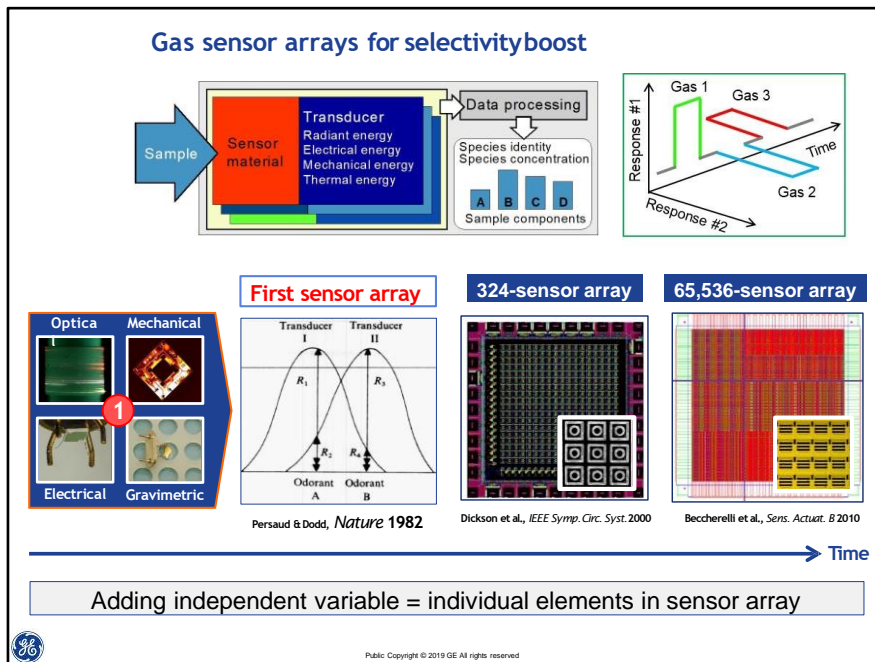 Gas sensor arrays for selectivityboost
Sample
Sensor
material
Transducer
Radiant energy
Electrical energy
Mechanical energy
Thermal energy
Data processing
Species identity
Species concentration
A B C D
Sample components
Response #1
Gas 1
Gas 3
Time
Gas 2
Response #2
First sensor array
324-sensor array
65,536-sensor array
Optica
Mechanical
1
Electrical
Gravimetric
Transducer
I
Transducer
II
R1
R3
R2
R4
Odorant
A
Odorant
B
Persaud & Dodd, Nature 1982
Dickson et al., IEEE Symp. Circ. Syst. 2000
Beccherelli et al., Sens. Actuat. B 2010
Time
Adding independent variable = individual elements in sensor array
GE
Public Copyright © 2019 GE All rights reserved